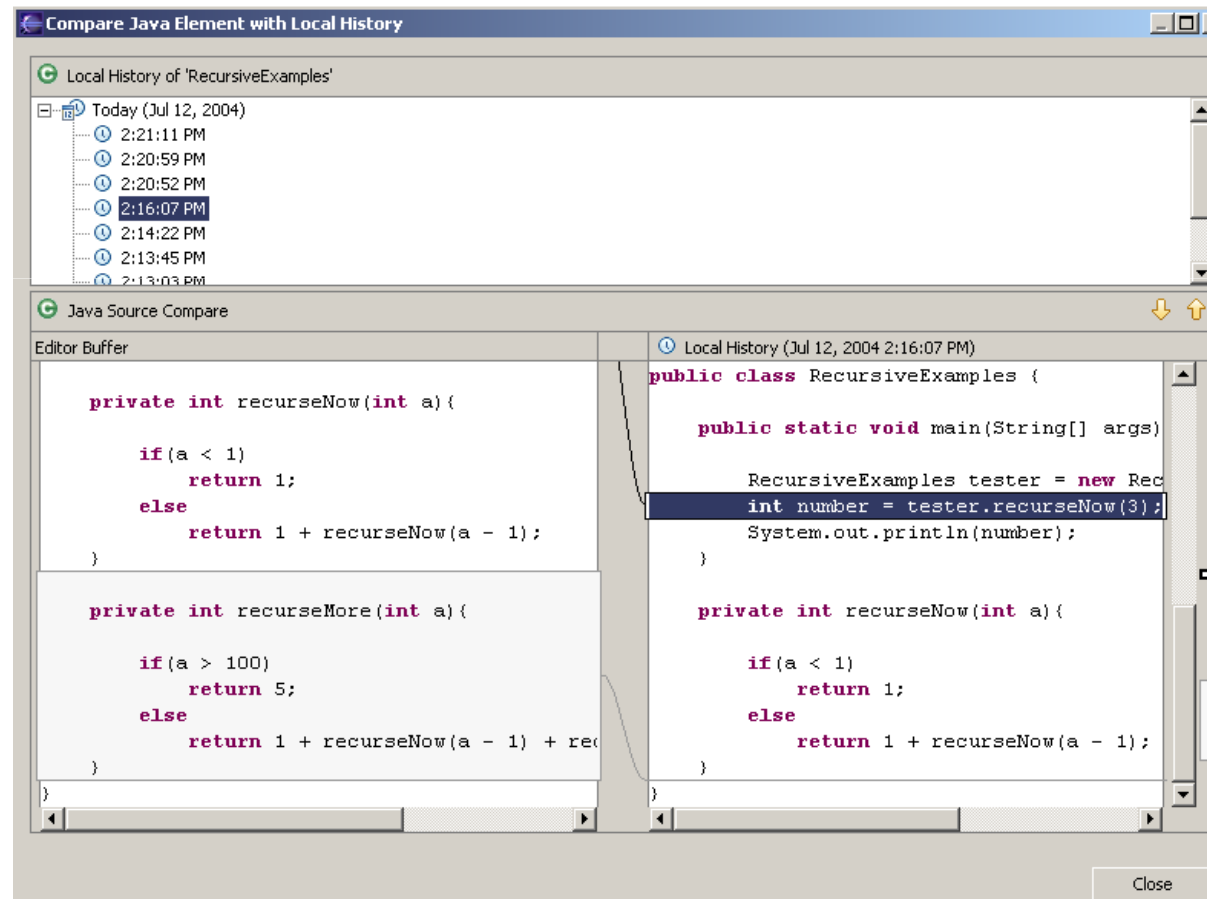 Compare Java Element with Local History
Local History of 'RecursiveExamples'
Today (Jul 12, 2004)
2:21:11 PM
2:20:59 PM
2:20:52 PM
2:16:07 PM
2:14:22 PM
2:13:45 PM
2:13:03 PM
Java Source Compare
Editor Buffer
private int recurseNow(int a){
if(a < 1)
return 1;
else
return 1 + recurseNow(a - 1);
}
private int recurseMore(int a){
if(a > 100)
return 5;
else
return 1 + recurseNow(a - 1) + rec
}
}
Local History (Jul 12, 2004 2:16:07 PM)
public class RecursiveExamples {
public static void main(String[] args)
RecursiveExamples tester = new Rec
int number = tester.recurseNow(3);
System.out.println(number);
}
private int recurseNow(int a){
if(a < 1)
return 1;
else
return 1 + recurseNow(a - 1);
}
}
Close